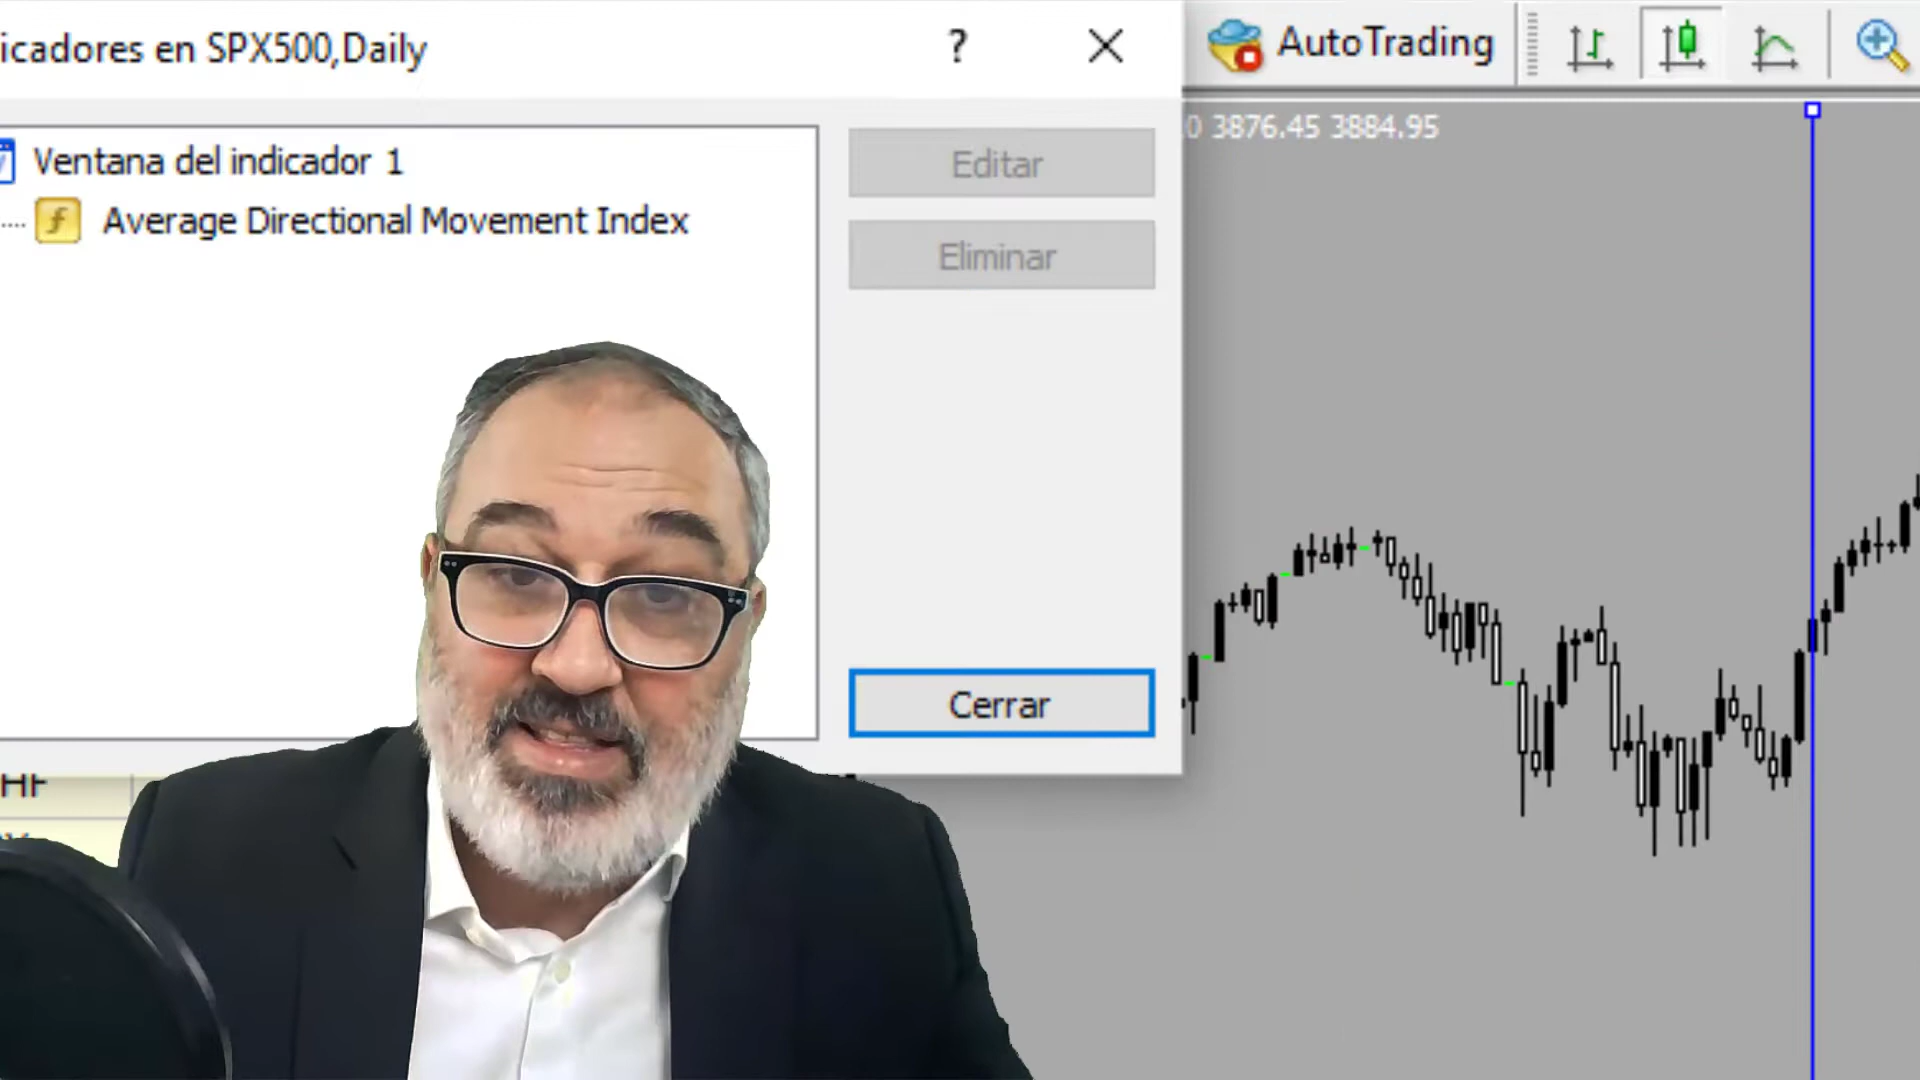 icadores en SPX500,Daily
?
AutoTrading
0 3876.45 3884.95
Ventana del indicador 1
Average Directional Movement Index
Editar
Eliminar
Cerrar
HF